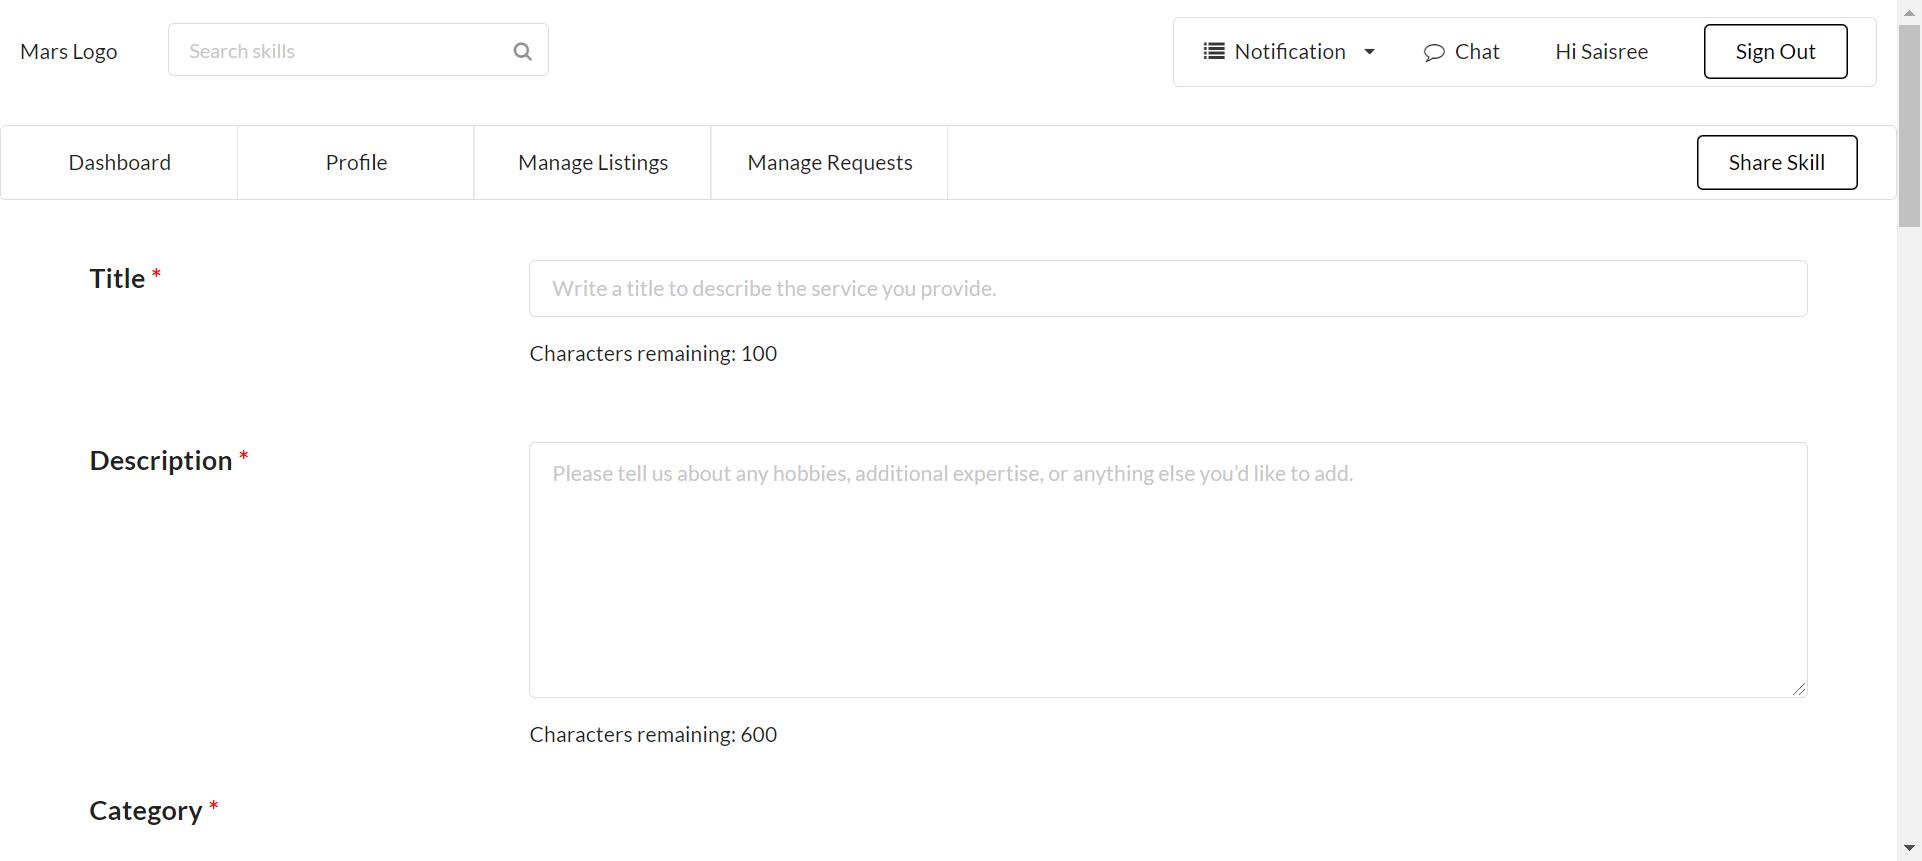 Mars Logo
Search skills
Notification
Chat
Hi Saisree
Sign Out
Dashboard
Profile
Manage Listings
Manage Requests
Share Skill
Title *
Write a title to describe the service you provide.
Characters remaining: 100
Description *
Please tell us about any hobbies, additional expertise, or anything else you’d like to add.
Characters remaining: 600
Category *